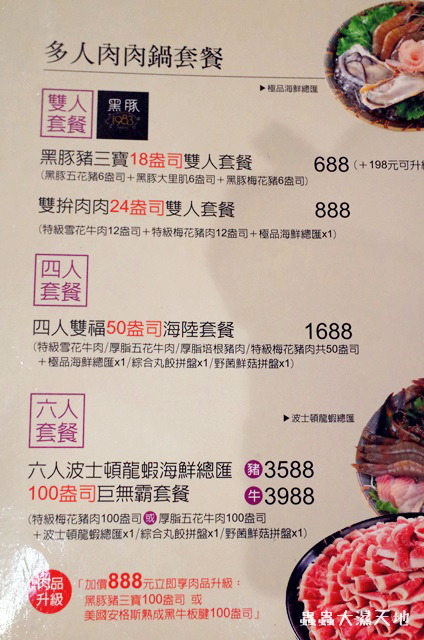 多人肉肉鍋套餐
▶極品海鮮總匯
雙人
套餐
黑豚
1983
黑豚豬三寶18盎司雙人套餐 688 (+198元可升級
(黑豚五花豬6盎司+黑豚大里肌6盎司+黑豚梅花豬6盎司)
雙拚肉肉24盎司雙人套餐 888
(特級雪花牛肉12盎司+特級梅花豬肉12盎司+極品海鮮總匯x1)
四人
套餐
四人雙福50盎司海陸套餐 1688
(特級雪花牛肉/厚脂五花牛肉/厚脂培根豬肉/特級梅花豬肉共50盎司
+極品海鮮總匯x1/綜合丸餃拼盤x1/野菌鮮菇拼盤x1)
▶波士頓龍蝦總匯
六人
套餐
六人波士頓龍蝦海鮮總匯 豬3588
100盎司巨無霸套餐 牛3988
(特級梅花豬肉100盎司 或 厚脂五花牛肉100盎司
+波士頓龍蝦總匯x1/綜合丸餃拼盤x1/野菌鮮菇拼盤x1)
肉品
升級
「加價888元立即享肉品升級:
黑豚豬三寶100盎司 或
美國安格斯熟成黑牛板腱100盎司」
蟲蟲大濕天地